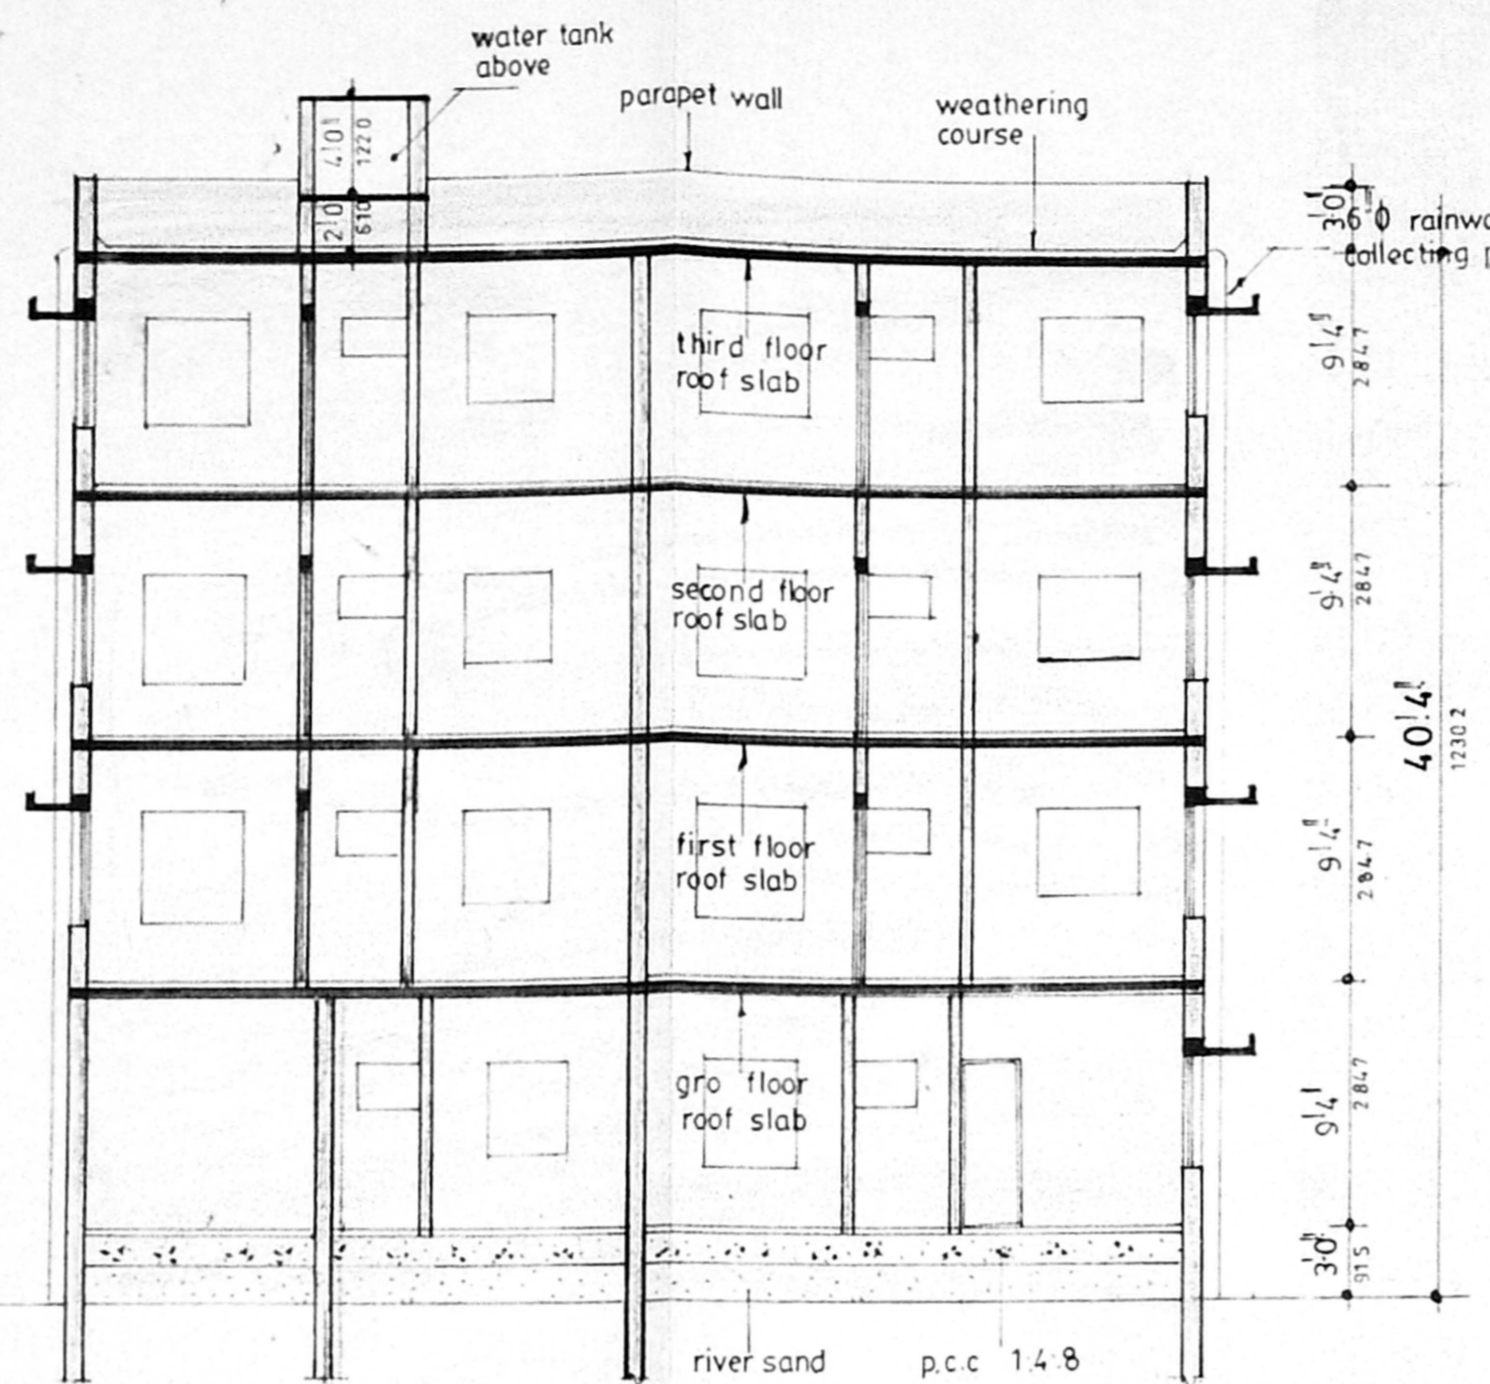 water tank
above
parapet wall
weathering
course
4'0"
1220
2'0
610
3'0"
6"Φ rainwa
collecting
third floor
roof slab
9'4"
2847
second floor
roof slab
9'4"
2847
40'4"
12302
first floor
roof slab
9'4"
2847
gro floor
roof slab
9'4"
2847
3'0"
915
river sand
p.c.c 1:4:8